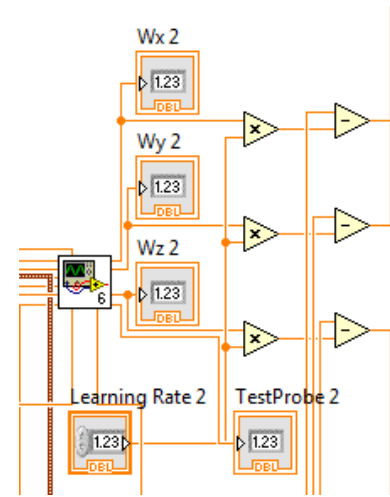 Wx 2
1.23
DBL
×
−
Wy 2
1.23
DBL
×
−
Wz 2
6
1.23
DBL
×
−
Learning Rate 2 TestProbe 2
1.23 1.23
DBL DBL